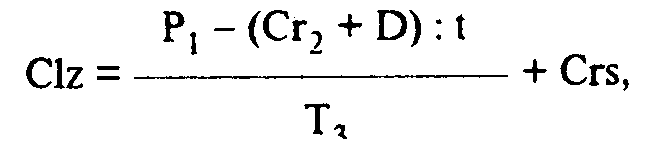 P₁ – (Cr₂ + D) : t
Clz = + Crs,
T₃